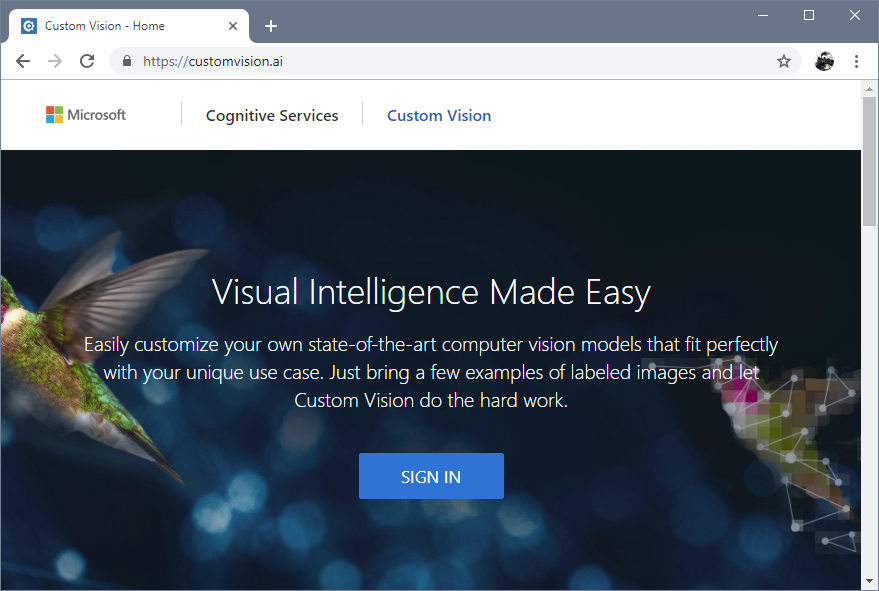 Custom Vision - Home
https://customvision.ai
Microsoft
Cognitive Services
Custom Vision
Visual Intelligence Made Easy
Easily customize your own state-of-the-art computer vision models that fit perfectly
with your unique use case. Just bring a few examples of labeled images and let
Custom Vision do the hard work.
SIGN IN